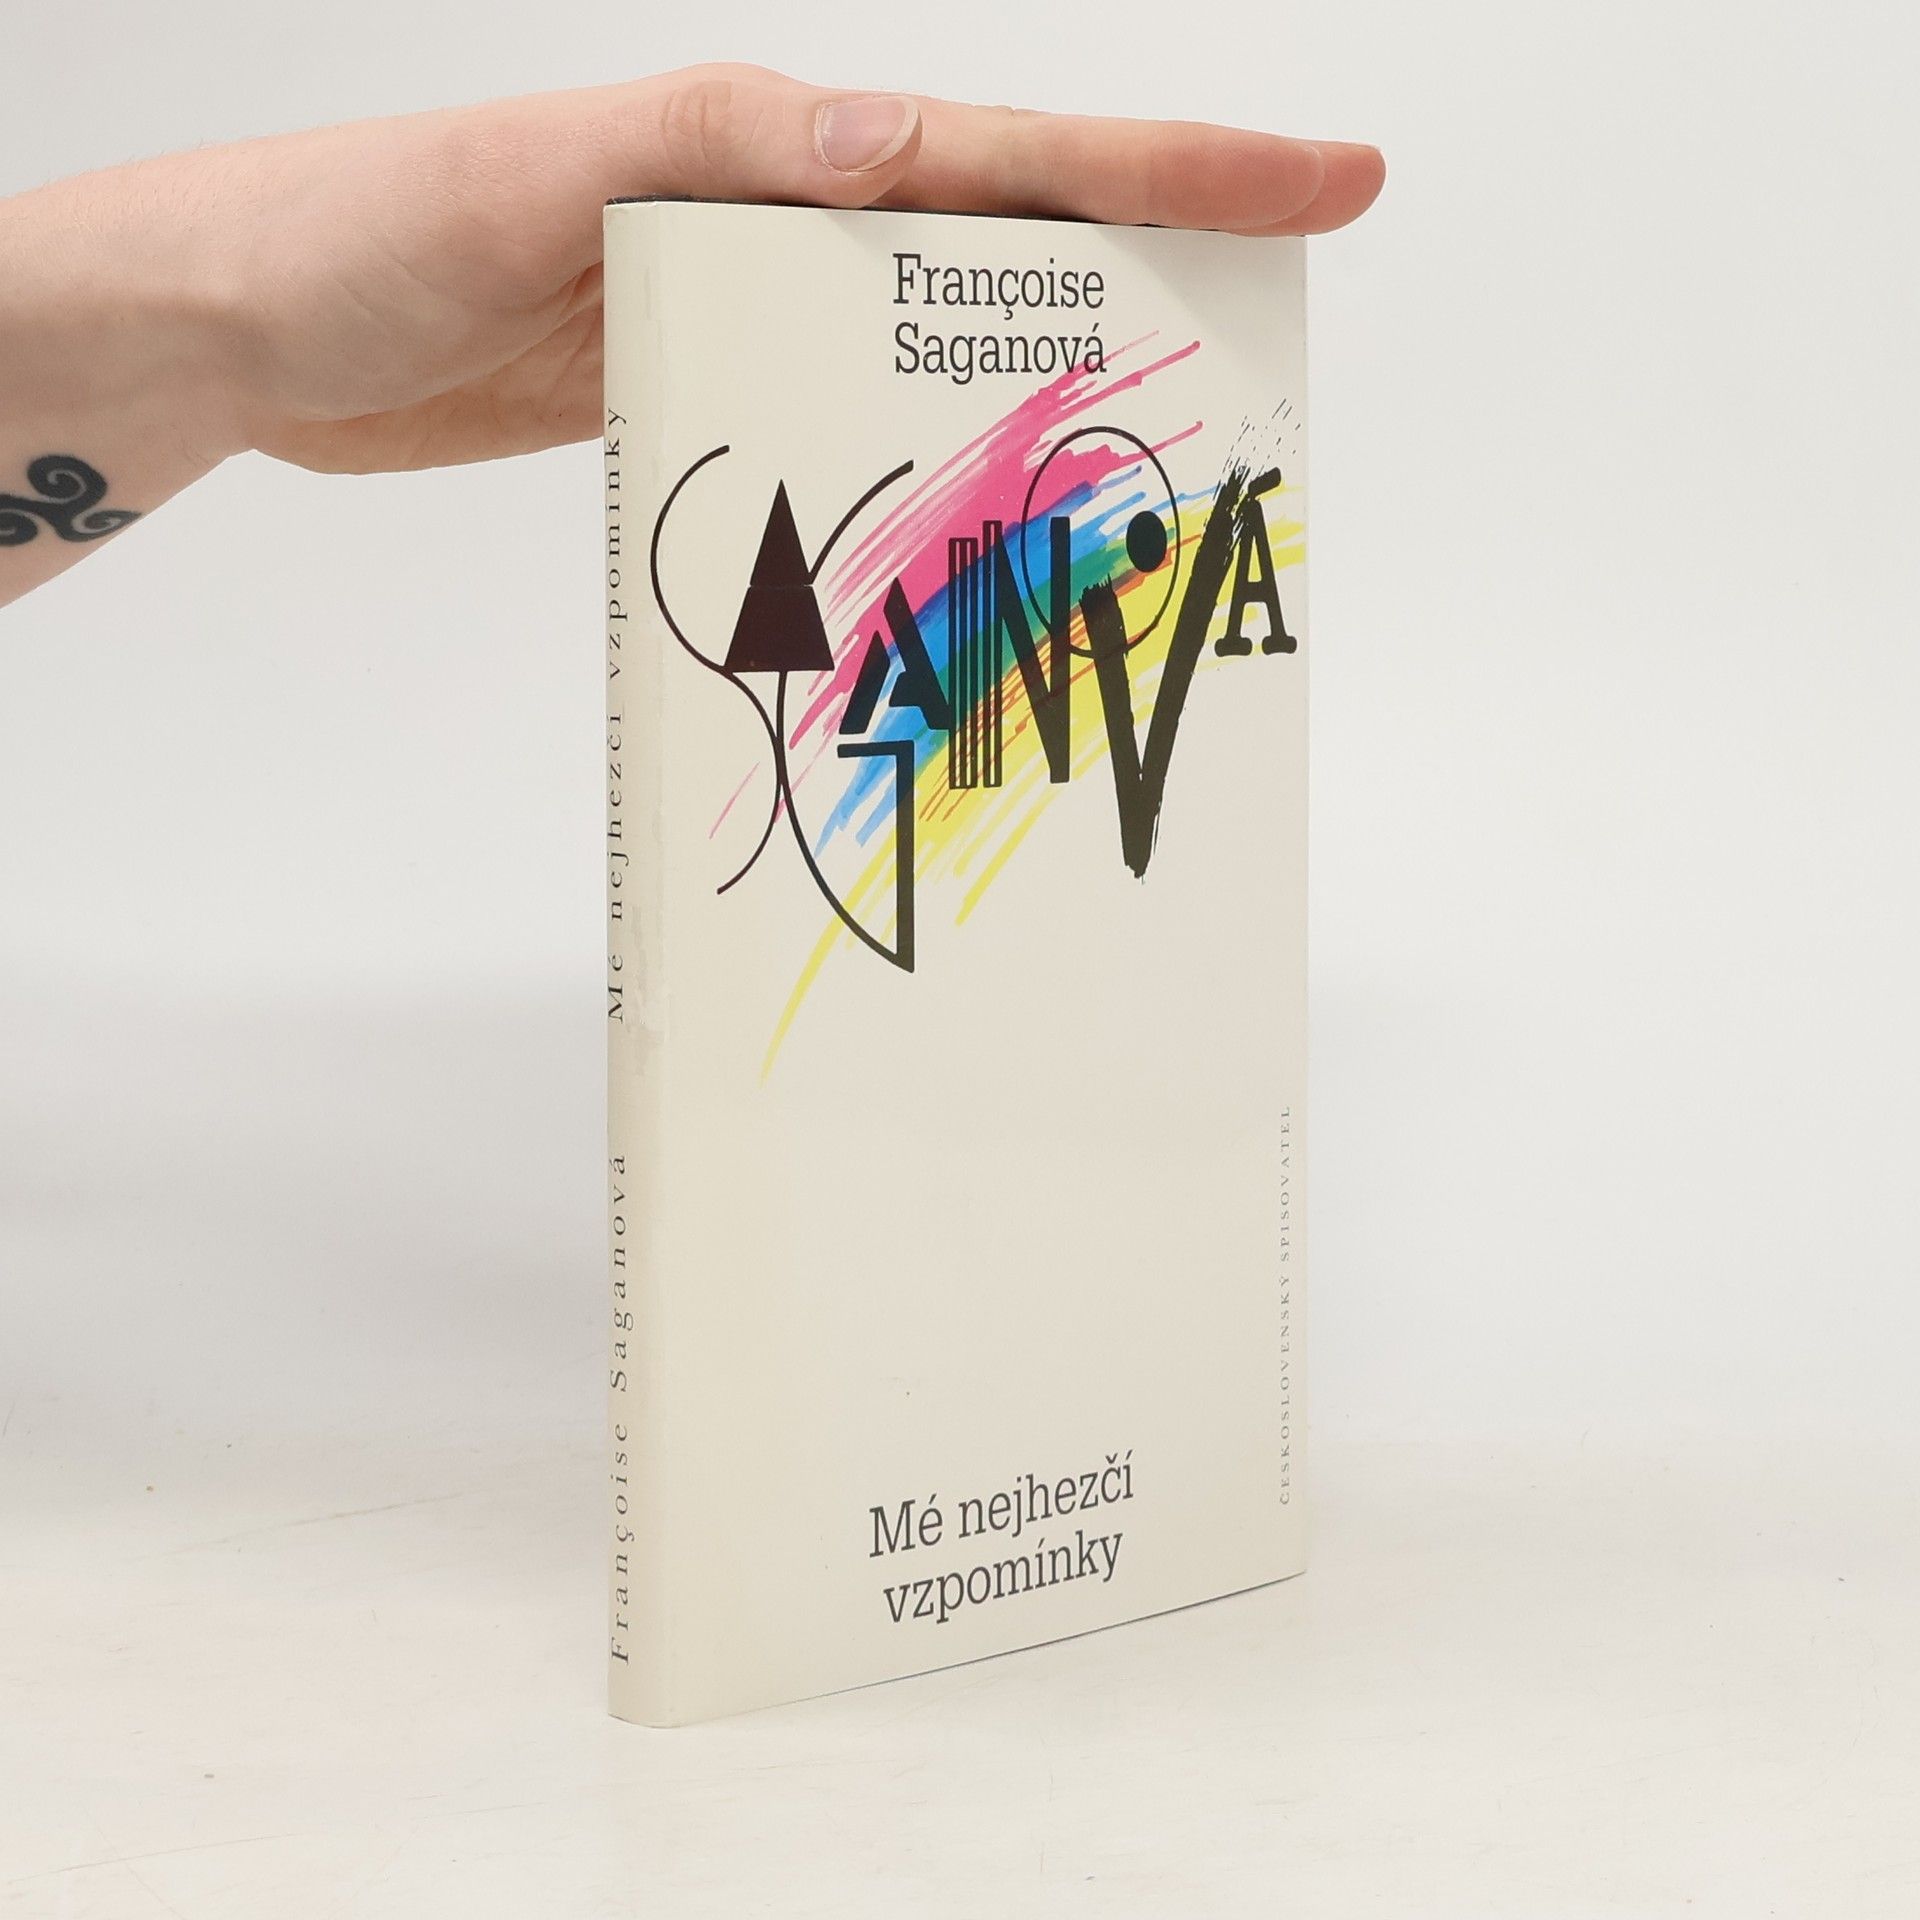 Françoise
Saganová
SAGANOVÁ
Mé nejhezčí
vzpomínky
ČESKOSLOVENSKÝ SPISOVATEL
Françoise Saganová Mé nejhezčí vzpomínky